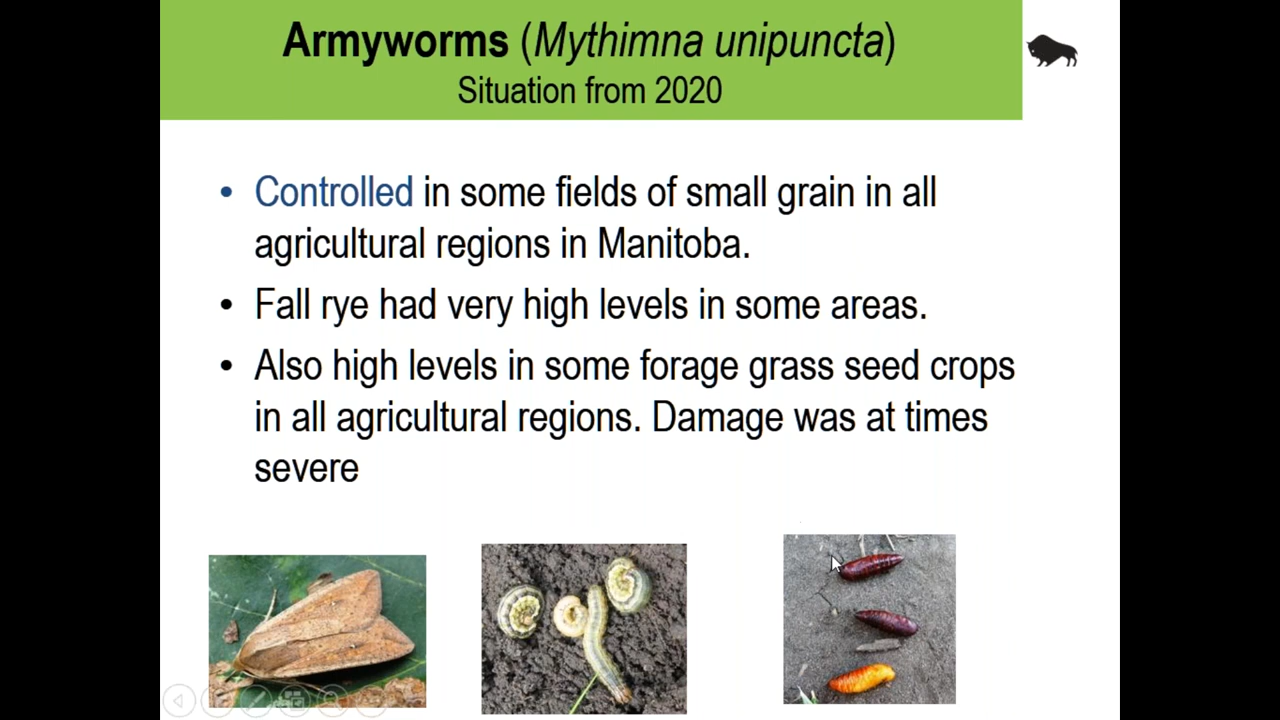 Armyworms (Mythimna unipuncta)
Situation from 2020
• Controlled in some fields of small grain in all
agricultural regions in Manitoba.
• Fall rye had very high levels in some areas.
• Also high levels in some forage grass seed crops
in all agricultural regions. Damage was at times
severe